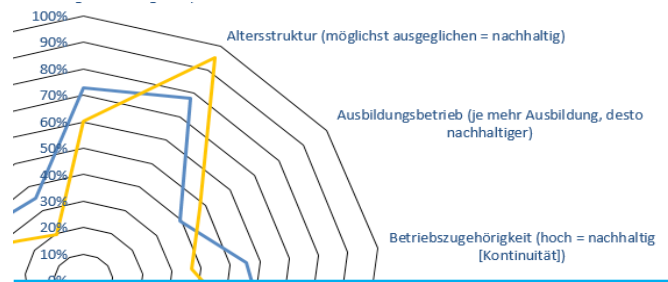 100%
Altersstruktur (möglichst ausgeglichen = nachhaltig)
90%
80%
70%
Ausbildungsbetrieb (je mehr Ausbildung, desto
nachhaltiger)
60%
50%
40%
30%
Betriebszugehörigkeit (hoch = nachhaltig
[Kontinuität])
20%
10%